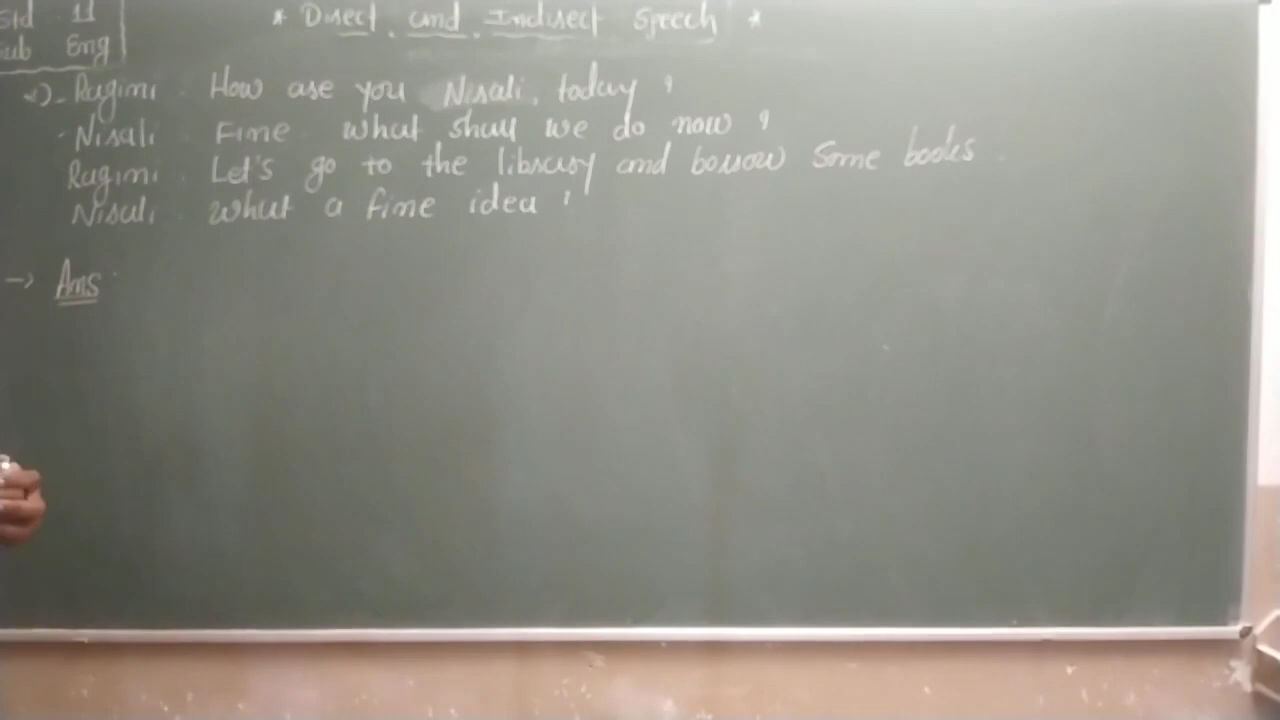 Std 11
Sub Eng
* Direct and Indirect Speech *
Ragini. How are you Nisali, today ?
Nisali. Fine. What shall we do now ?
Ragini. Let's go to the library and borrow Some books.
Nisali. What a fine idea !
→ Ans.